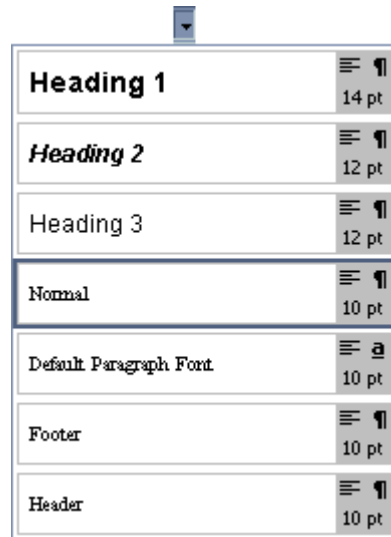 Heading 1
14 pt
Heading 2
12 pt
Heading 3
12 pt
Normal
10 pt
Default Paragraph Font
10 pt
Footer
10 pt
Header
10 pt